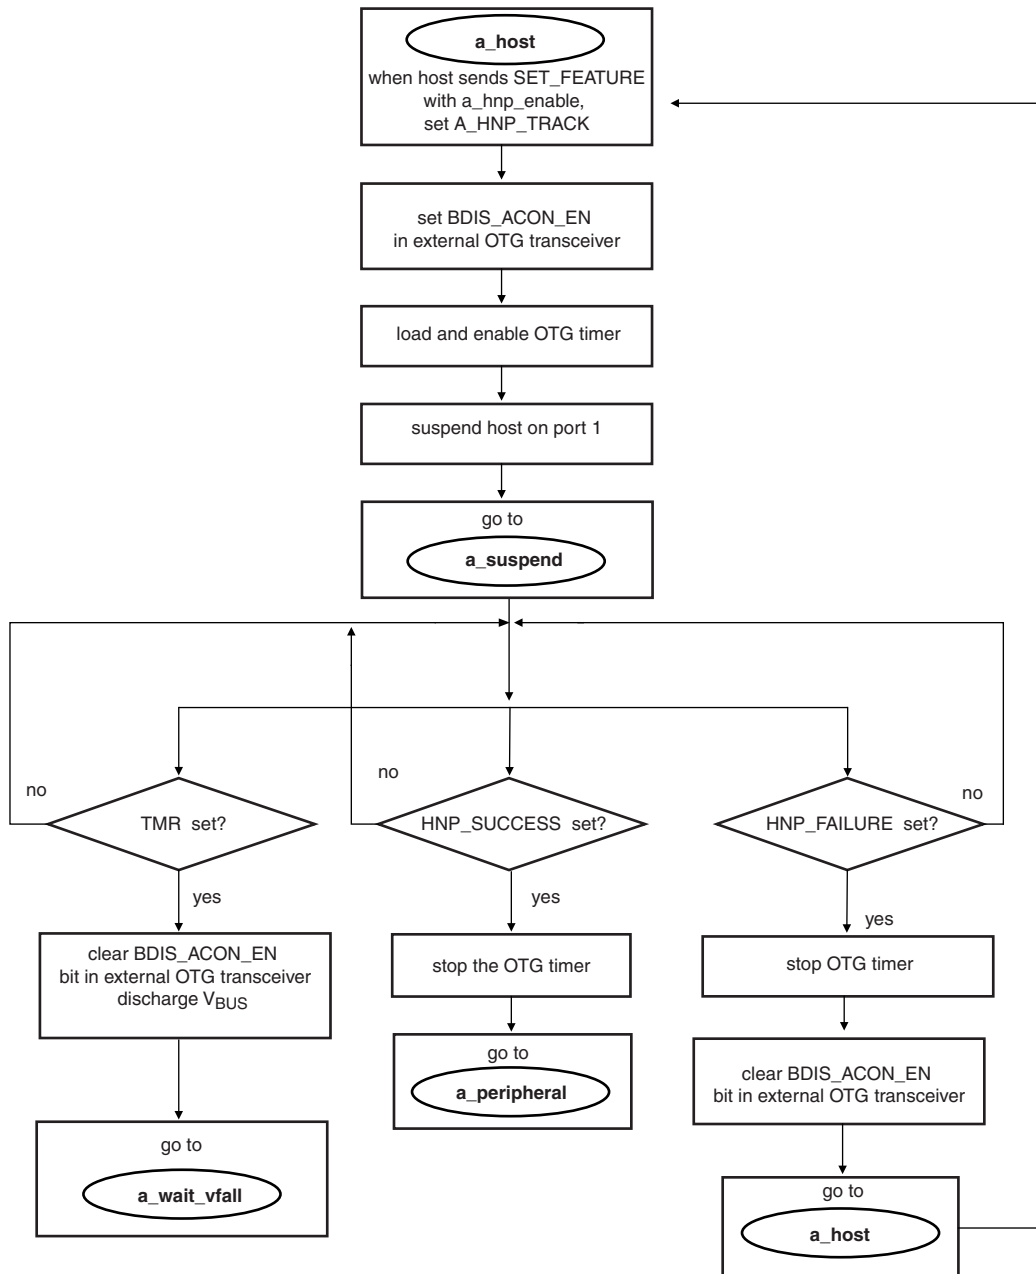 a_host
when host sends SET_FEATURE
with a_hnp_enable,
set A_HNP_TRACK
set BDIS_ACON_EN
in external OTG transceiver
load and enable OTG timer
suspend host on port 1
go to
a_suspend
no
no
no
TMR set?
HNP_SUCCESS set?
HNP_FAILURE set?
yes
yes
yes
clear BDIS_ACON_EN
bit in external OTG transceiver
discharge VBUS
stop the OTG timer
stop OTG timer
go to
a_peripheral
clear BDIS_ACON_EN
bit in external OTG transceiver
go to
a_wait_vfall
go to
a_host